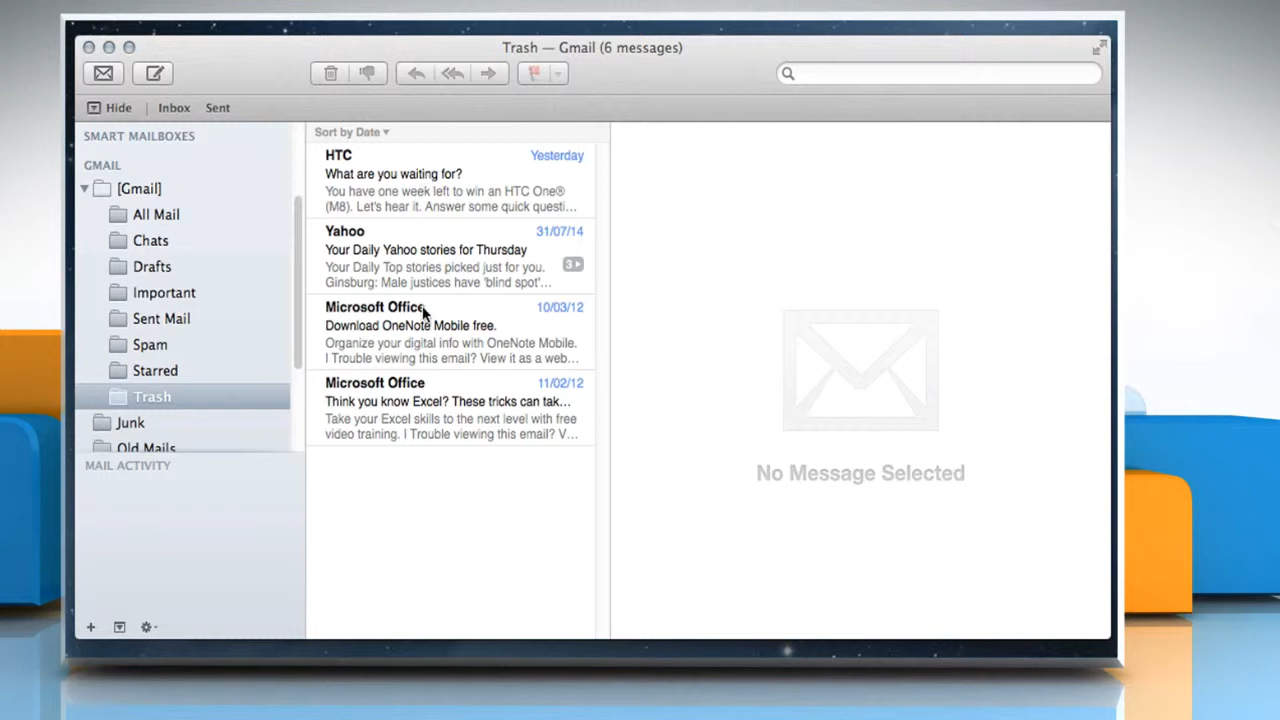 Trash — Gmail (6 messages)
Hide
Inbox
Sent
SMART MAILBOXES
GMAIL
[Gmail]
All Mail
Chats
Drafts
Important
Sent Mail
Spam
Starred
Trash
Junk
Old Mails
MAIL ACTIVITY
Sort by Date ▾
HTC Yesterday
What are you waiting for?
You have one week left to win an HTC One®
(M8). Let's hear it. Answer some quick questi...
Yahoo 31/07/14
Your Daily Yahoo stories for Thursday
Your Daily Top stories picked just for you. 3
Ginsburg: Male justices have 'blind spot'...
Microsoft Office 10/03/12
Download OneNote Mobile free.
Organize your digital info with OneNote Mobile.
I Trouble viewing this email? View it as a web...
Microsoft Office 11/02/12
Think you know Excel? These tricks can tak...
Take your Excel skills to the next level with free
video training. I Trouble viewing this email? V...
No Message Selected